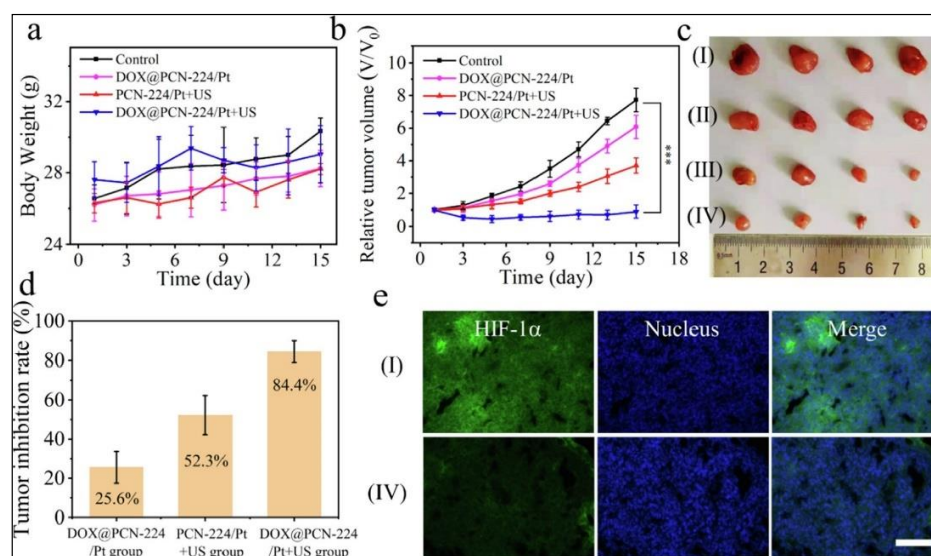 a
Control
DOX@PCN-224/Pt
PCN-224/Pt+US
DOX@PCN-224/Pt+US
Body Weight (g)
32
28
24
0 3 6 9 12 15
Time (day)
b
Control
DOX@PCN-224/Pt
PCN-224/Pt+US
DOX@PCN-224/Pt+US
***
Relative tumor volume (V/V0)
10
8
6
4
2
0
0 3 6 9 12 15 18
Time (day)
c
(I)
(II)
(III)
(IV)
1 2 3 4 5 6 7 8
d
Tumor inhibition rate (%)
100
80
60
40
20
0
25.6%
52.3%
84.4%
DOX@PCN-224
/Pt group
PCN-224/Pt
+US group
DOX@PCN-224
/Pt+US group
e
HIF-1α Nucleus Merge
(I)
(IV)